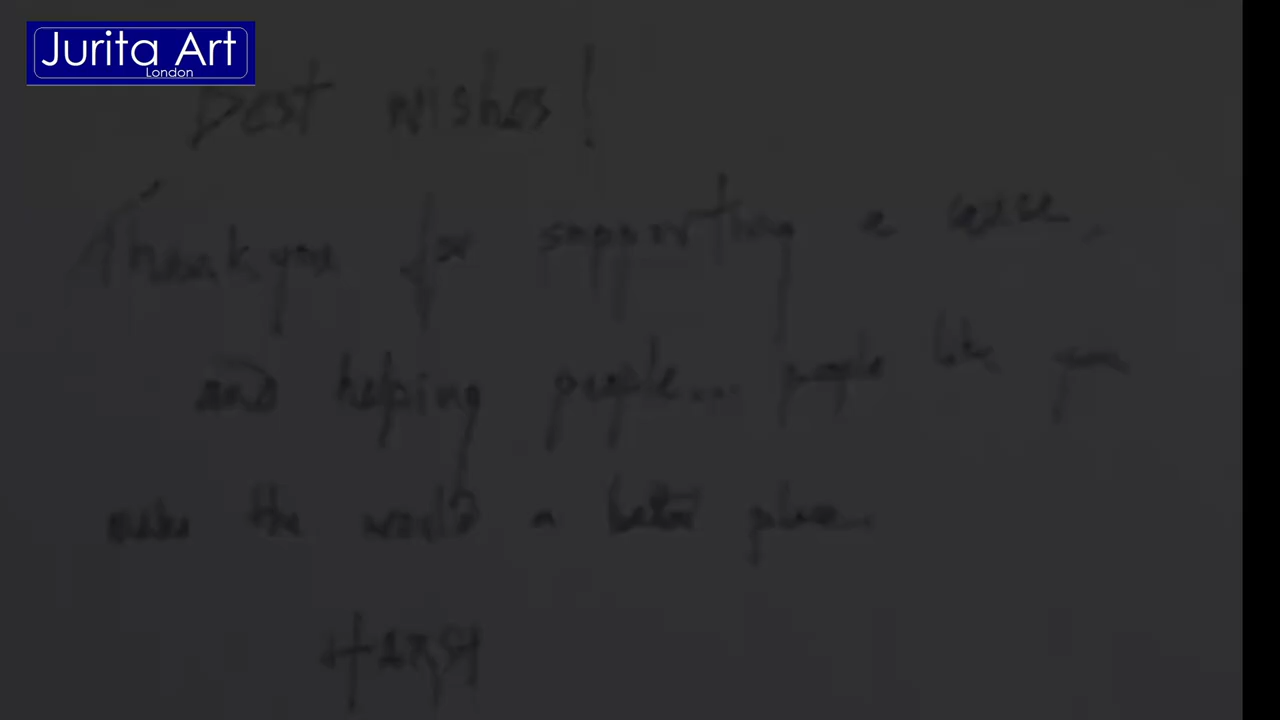 Jurita Art
London
Best wishes!
Thank you for supporting a cause,
and helping people... people like you
make the world a better place.